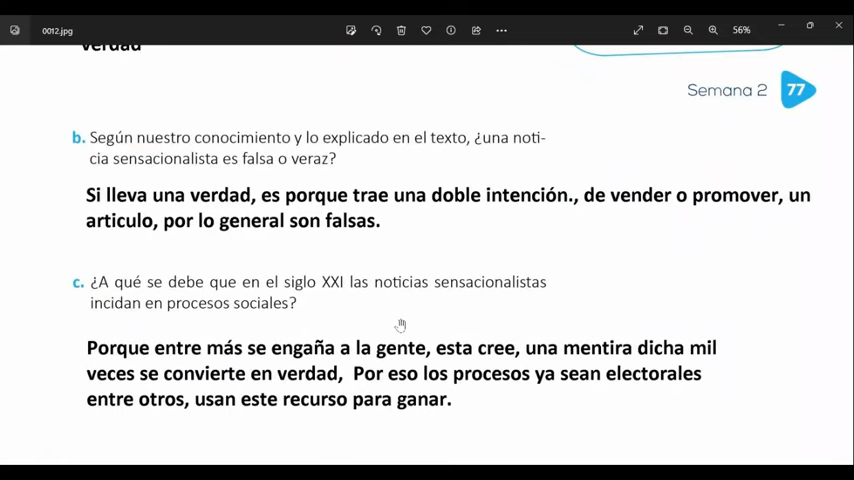 0012.jpg
56%
verdad
Semana 2 77
b. Según nuestro conocimiento y lo explicado en el texto, ¿una noti-
cia sensacionalista es falsa o veraz?
Si lleva una verdad, es porque trae una doble intención., de vender o promover, un
articulo, por lo general son falsas.
c. ¿A qué se debe que en el siglo XXI las noticias sensacionalistas
incidan en procesos sociales?
Porque entre más se engaña a la gente, esta cree, una mentira dicha mil
veces se convierte en verdad, Por eso los procesos ya sean electorales
entre otros, usan este recurso para ganar.